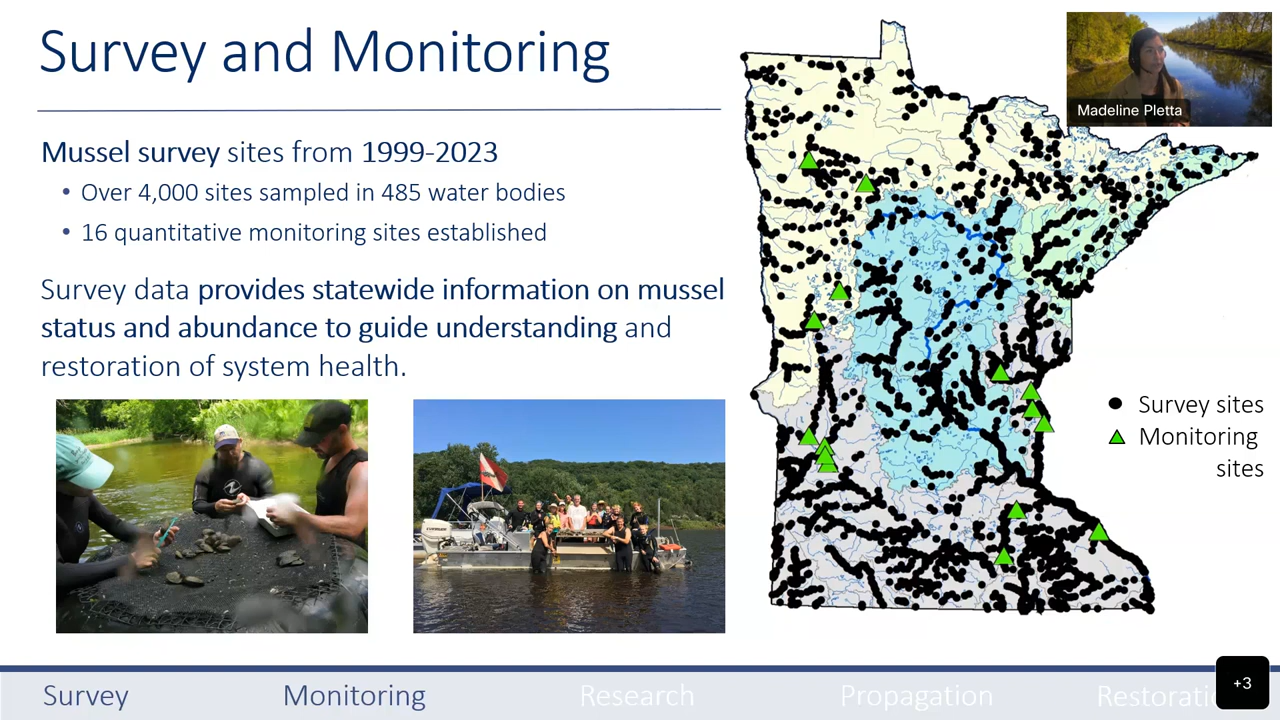 Survey and Monitoring
Madeline Pletta
Mussel survey sites from 1999-2023
• Over 4,000 sites sampled in 485 water bodies
• 16 quantitative monitoring sites established
Survey data provides statewide information on mussel
status and abundance to guide understanding and
restoration of system health.
Survey sites
Monitoring
sites
Survey Monitoring Research Propagation
+3